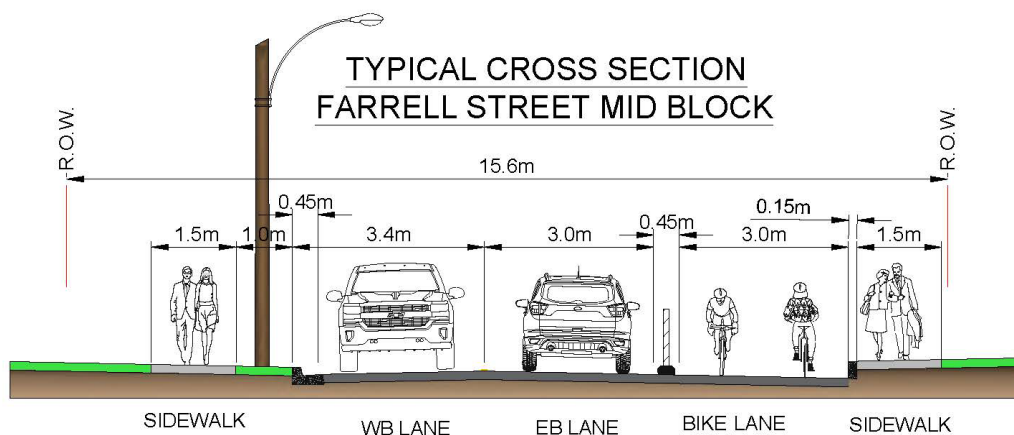 TYPICAL CROSS SECTION
FARRELL STREET MID BLOCK
R.O.W.
R.O.W.
15.6m
0.45m
0.45m
0.15m
1.5m
1.0m
3.4m
3.0m
3.0m
1.5m
SIDEWALK
WB LANE
EB LANE
BIKE LANE
SIDEWALK